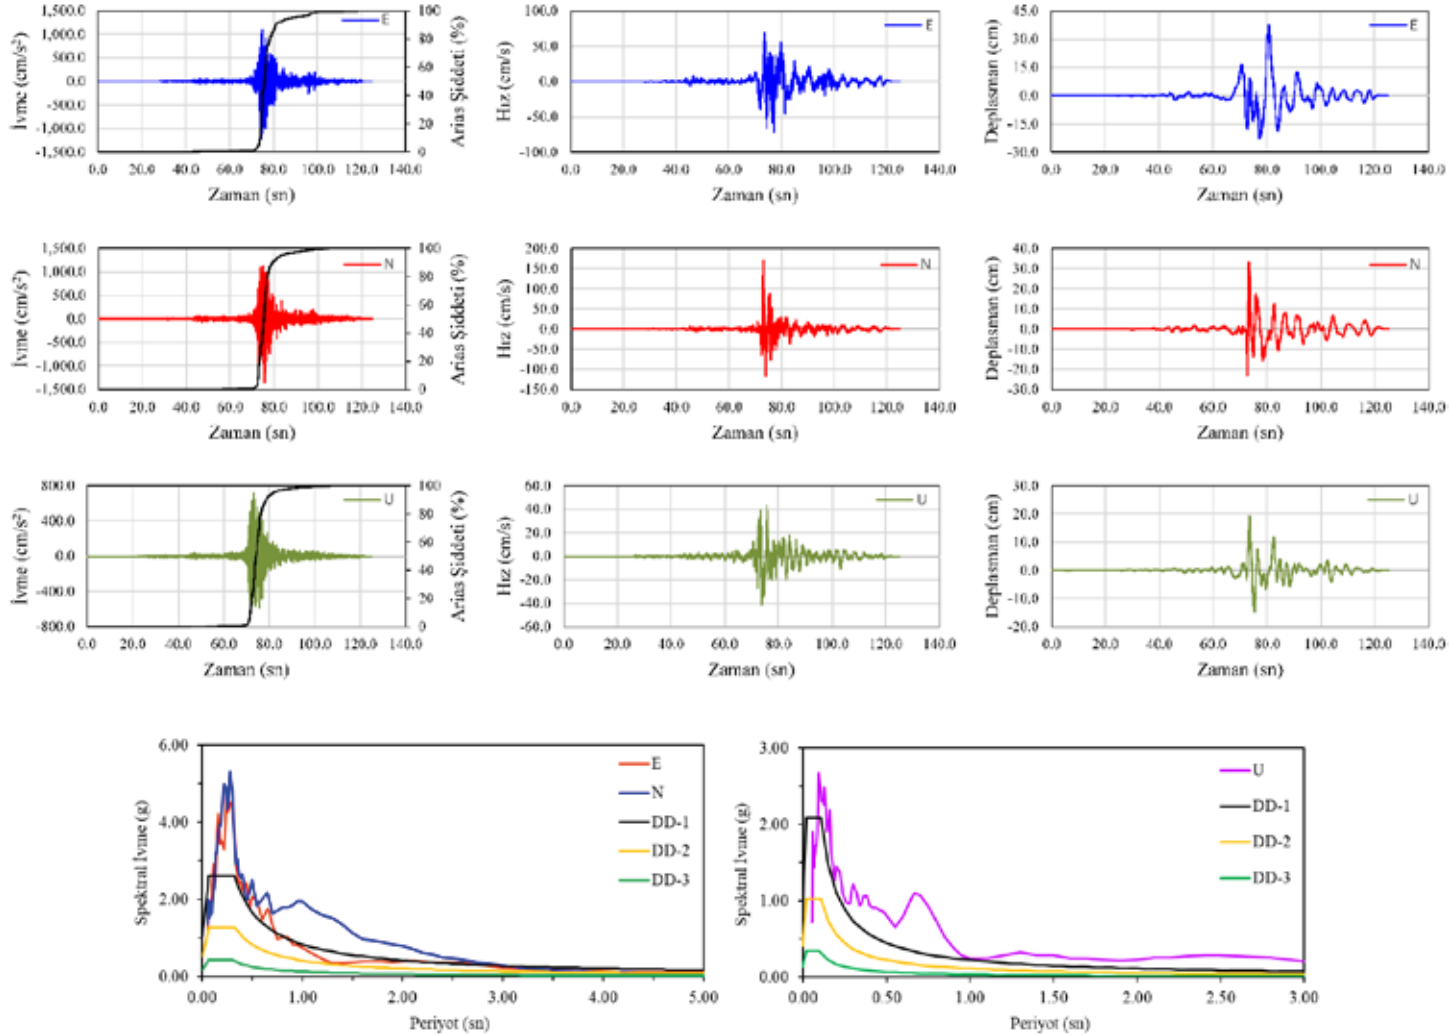 1,500.0
1,000.0
500.0
0.0
-500.0
-1,000.0
-1,500.0
İvme (cm/s²)
0.0 20.0 40.0 60.0 80.0 100.0 120.0 140.0
Zaman (sn)
100
80
60
40
20
0
Arias Şiddeti (%)
E
100.0
50.0
0.0
-50.0
-100.0
Hız (cm/s)
0.0 20.0 40.0 60.0 80.0 100.0 120.0 140.0
Zaman (sn)
E
45.0
30.0
15.0
0.0
-15.0
-30.0
Deplasman (cm)
0.0 20.0 40.0 60.0 80.0 100.0 120.0 140.0
Zaman (sn)
E
1,500.0
1,000.0
500.0
0.0
-500.0
-1,000.0
-1,500.0
İvme (cm/s²)
0.0 20.0 40.0 60.0 80.0 100.0 120.0 140.0
Zaman (sn)
100
80
60
40
20
0
Arias Şiddeti (%)
N
200.0
150.0
100.0
50.0
0.0
-50.0
-100.0
-150.0
Hız (cm/s)
0.0 20.0 40.0 60.0 80.0 100.0 120.0 140.0
Zaman (sn)
N
40.0
30.0
20.0
10.0
0.0
-10.0
-20.0
-30.0
Deplasman (cm)
0.0 20.0 40.0 60.0 80.0 100.0 120.0 140.0
Zaman (sn)
N
800.0
400.0
0.0
-400.0
-800.0
İvme (cm/s²)
0.0 20.0 40.0 60.0 80.0 100.0 120.0 140.0
Zaman (sn)
100
80
60
40
20
0
Arias Şiddeti (%)
U
60.0
40.0
20.0
0.0
-20.0
-40.0
-60.0
Hız (cm/s)
0.0 20.0 40.0 60.0 80.0 100.0 120.0 140.0
Zaman (sn)
U
30.0
20.0
10.0
0.0
-10.0
-20.0
Deplasman (cm)
0.0 20.0 40.0 60.0 80.0 100.0 120.0 140.0
Zaman (sn)
U
6.00
4.00
2.00
0.00
Spektral İvme (g)
0.00 1.00 2.00 3.00 4.00 5.00
Periyot (sn)
E
N
DD-1
DD-2
DD-3
3.00
2.00
1.00
0.00
Spektral İvme (g)
0.00 0.50 1.00 1.50 2.00 2.50 3.00
Periyot (sn)
U
DD-1
DD-2
DD-3